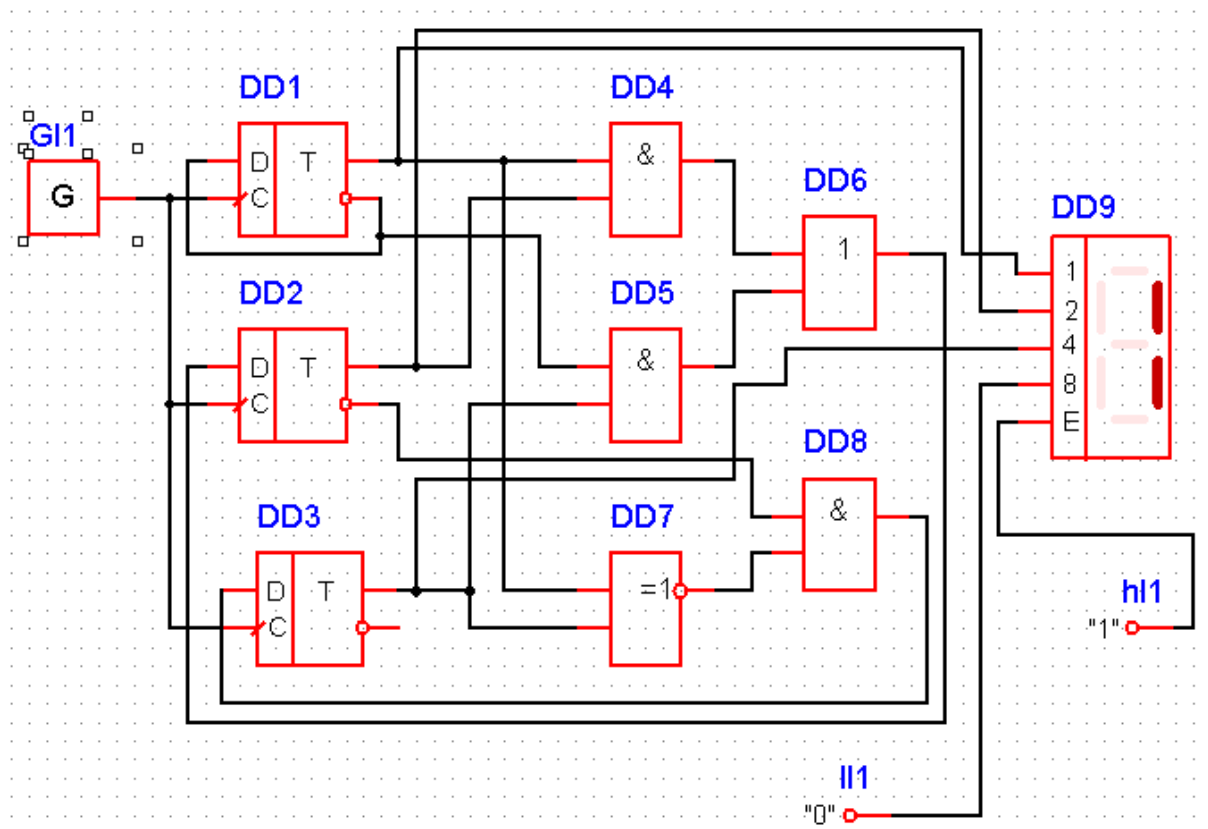 DD1
DD4
GI1
D
T
&
G
C
DD6
1
DD9
1
2
4
8
E
DD2
DD5
D
T
&
C
DD8
&
DD3
DD7
D
T
=1
C
hl1
"1"
ll1
"0"